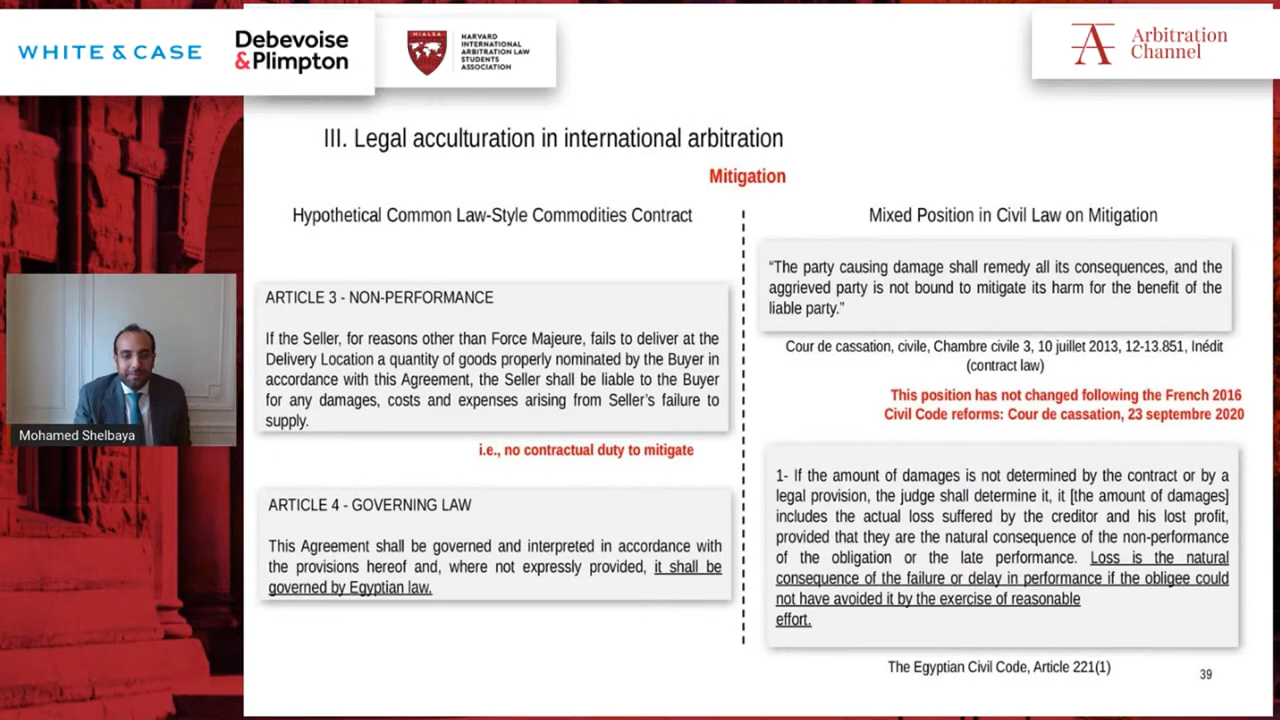 WHITE & CASE
Debevoise
&Plimpton
HIALSA
HARVARD
INTERNATIONAL
ARBITRATION LAW
STUDENTS
ASSOCIATION
Arbitration
Channel
III. Legal acculturation in international arbitration
Mitigation
Hypothetical Common Law-Style Commodities Contract
ARTICLE 3 - NON-PERFORMANCE
If the Seller, for reasons other than Force Majeure, fails to deliver at the
Delivery Location a quantity of goods properly nominated by the Buyer in
accordance with this Agreement, the Seller shall be liable to the Buyer
for any damages, costs and expenses arising from Seller's failure to
supply.
i.e., no contractual duty to mitigate
ARTICLE 4 - GOVERNING LAW
This Agreement shall be governed and interpreted in accordance with
the provisions hereof and, where not expressly provided, it shall be
governed by Egyptian law.
Mixed Position in Civil Law on Mitigation
“The party causing damage shall remedy all its consequences, and the
aggrieved party is not bound to mitigate its harm for the benefit of the
liable party.”
Cour de cassation, civile, Chambre civile 3, 10 juillet 2013, 12-13.851, Inédit
(contract law)
This position has not changed following the French 2016
Civil Code reforms: Cour de cassation, 23 septembre 2020
1- If the amount of damages is not determined by the contract or by a
legal provision, the judge shall determine it, it [the amount of damages]
includes the actual loss suffered by the creditor and his lost profit,
provided that they are the natural consequence of the non-performance
of the obligation or the late performance. Loss is the natural
consequence of the failure or delay in performance if the obligee could
not have avoided it by the exercise of reasonable
effort.
The Egyptian Civil Code, Article 221(1)
39
Mohamed Shelbaya